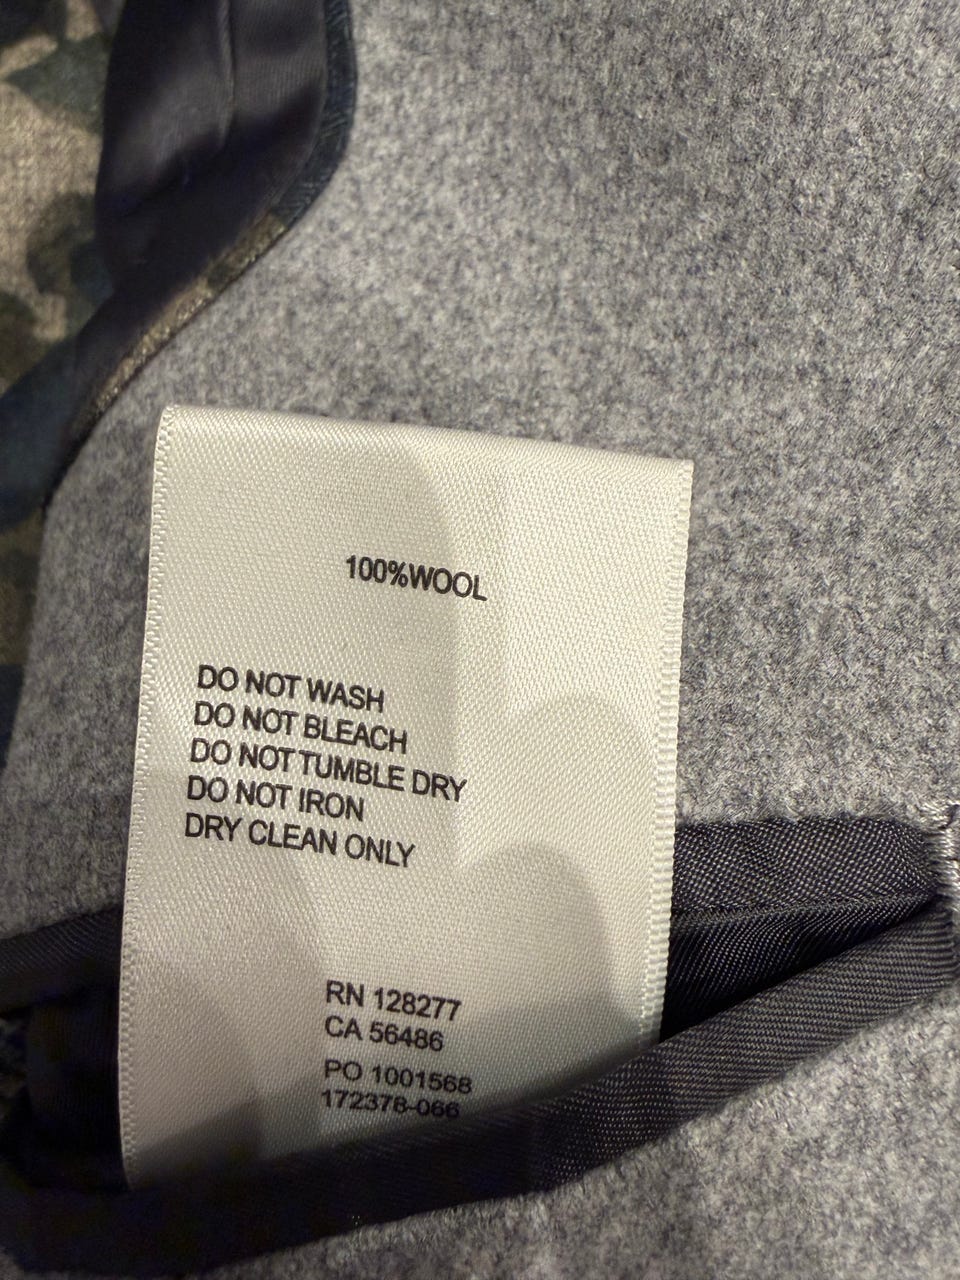 100%WOOL
DO NOT WASH
DO NOT BLEACH
DO NOT TUMBLE DRY
DO NOT IRON
DRY CLEAN ONLY
RN 128277
CA 56486
PO 1001568
172378-066